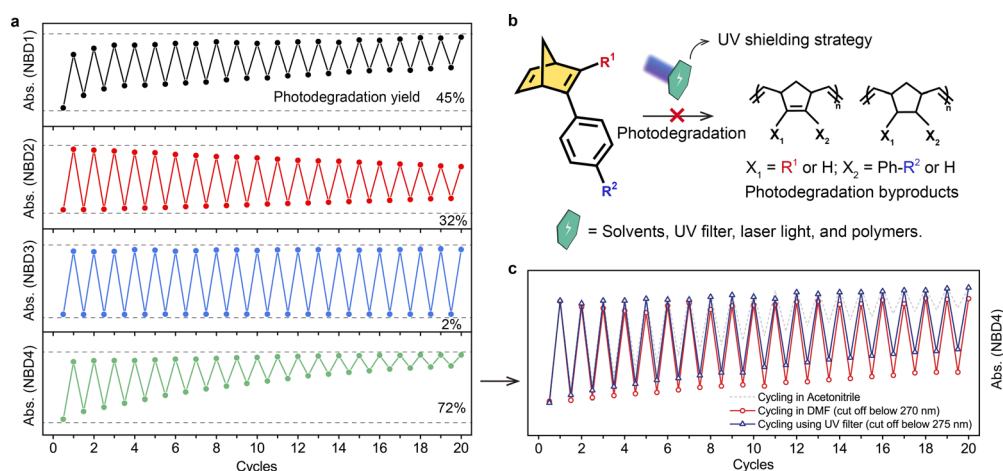 a
Abs. (NBD1)
Photodegradation yield 45%
Abs. (NBD2)
32%
Abs. (NBD3)
2%
Abs. (NBD4)
72%
0 2 4 6 8 10 12 14 16 18 20
Cycles
b
R¹
R²
UV shielding strategy
Photodegradation
n
X₁ X₂
X₁ X₂
X₁ = R¹ or H; X₂ = Ph-R² or H
Photodegradation byproducts
= Solvents, UV filter, laser light, and polymers.
c
Abs. (NBD4)
Cycling in Acetonitrile
Cycling in DMF (cut off below 270 nm)
Cycling using UV filter (cut off below 275 nm)
0 2 4 6 8 10 12 14 16 18 20
Cycles